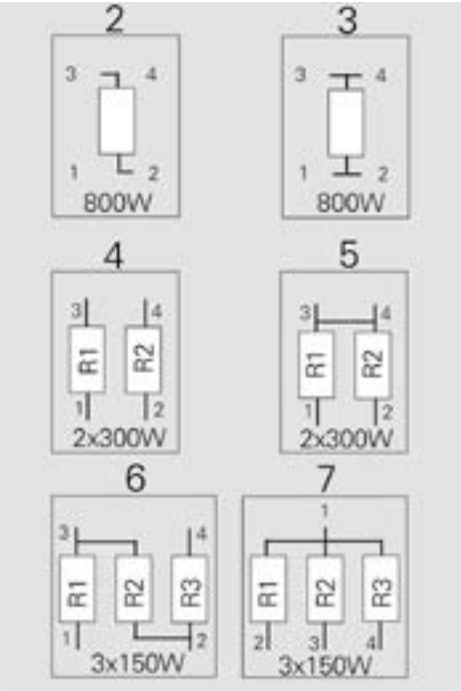 2 3
3 4 3 4
1 2 1 2
800W 800W
4 5
3 4 3 4
R1 R2 R1 R2
1 2 1 2
2x300W 2x300W
6 7
1
3 4
R1 R2 R3 R1 R2 R3
1 2 2 3 4
3x150W 3x150W